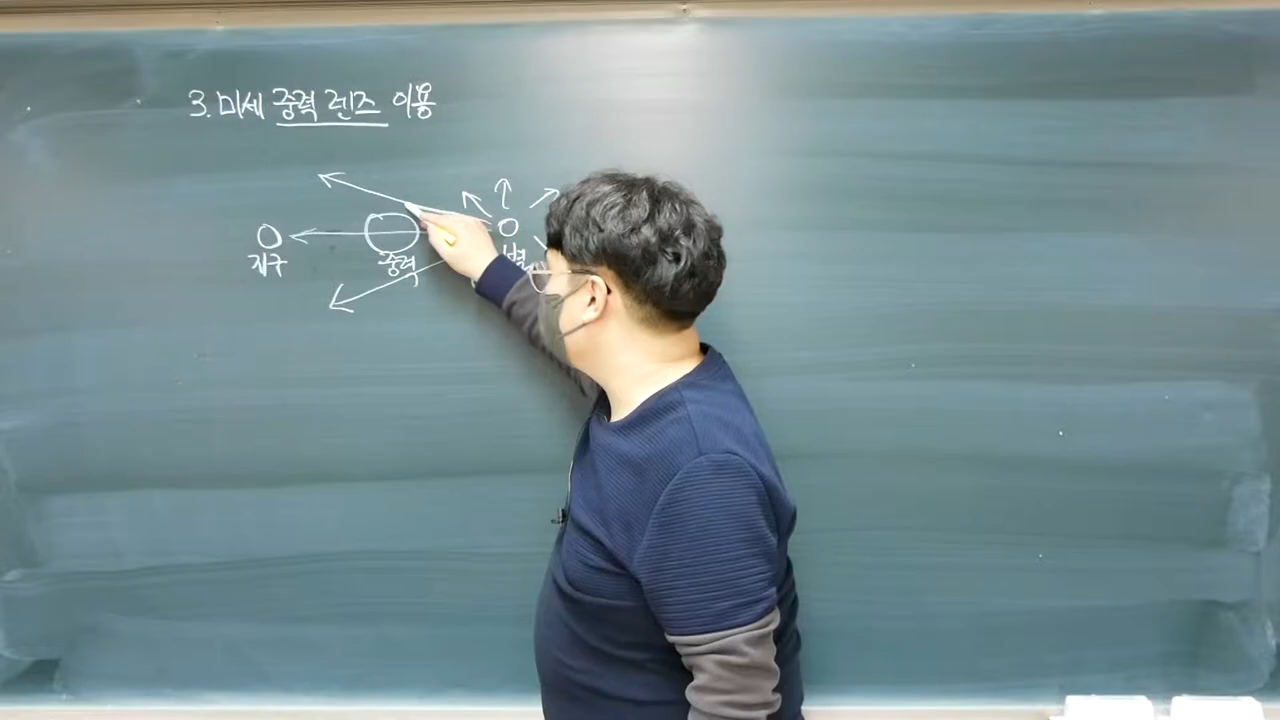 3. 미세 중력 렌즈 이용
지구
중력
별